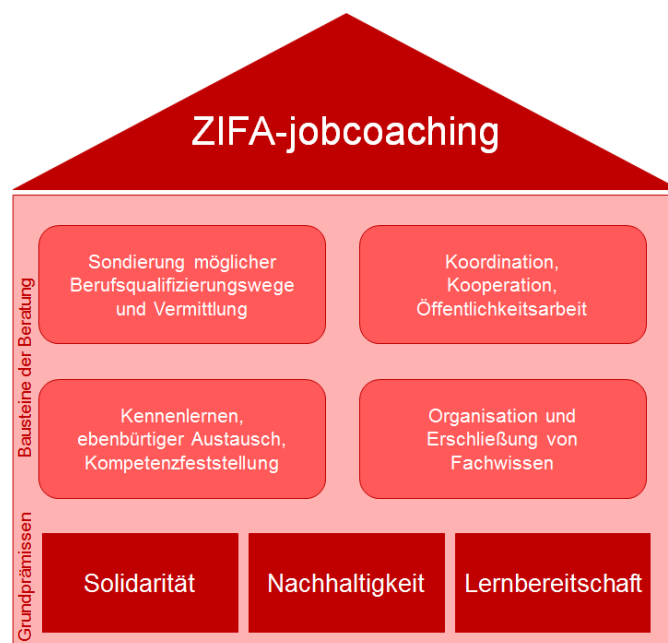 ZIFA-jobcoaching
Bausteine der Beratung
Sondierung möglicher
Berufsqualifizierungswege
und Vermittlung
Koordination,
Kooperation,
Öffentlichkeitsarbeit
Kennenlernen,
ebenbürtiger Austausch,
Kompetenzfeststellung
Organisation und
Erschließung von
Fachwissen
Grundprämissen
Solidarität
Nachhaltigkeit
Lernbereitschaft